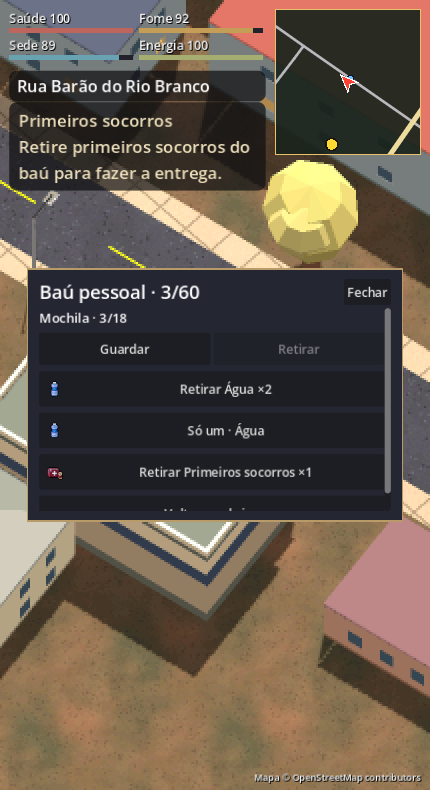 Saúde 100
Fome 92
Sede 89
Energia 100
Rua Barão do Rio Branco
Primeiros socorros
Retire primeiros socorros do
baú para fazer a entrega.
Baú pessoal · 3/60
Fechar
Mochila · 3/18
Guardar
Retirar
Retirar Água ×2
Só um · Água
Retirar Primeiros socorros ×1
Mapa © OpenStreetMap contributors